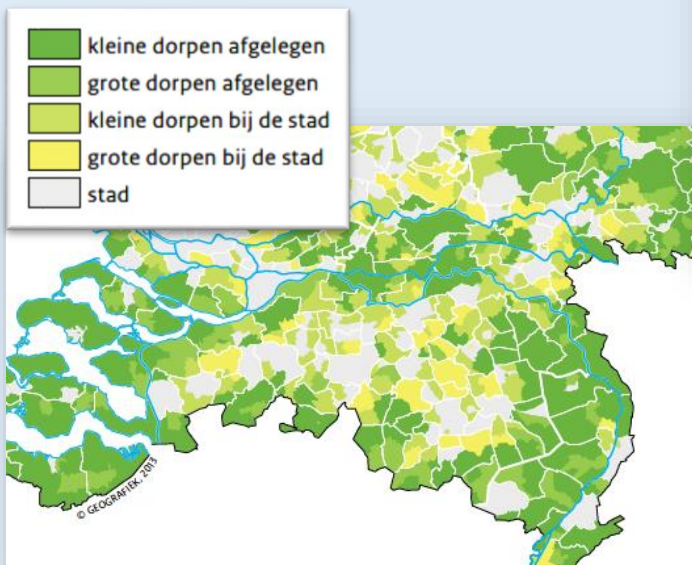 kleine dorpen afgelegen
grote dorpen afgelegen
kleine dorpen bij de stad
grote dorpen bij de stad
stad
© GEOGRAFIEK, 2013